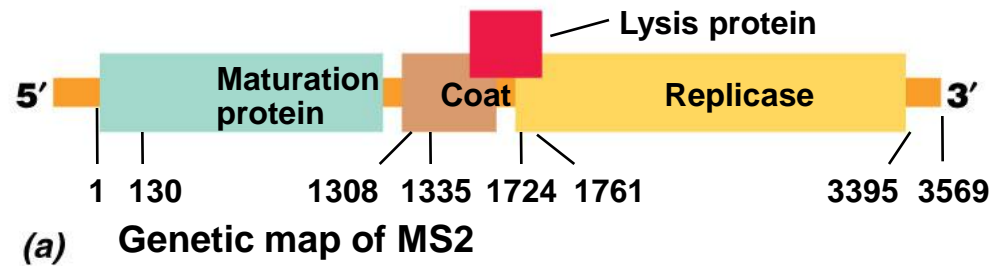 Lysis protein
5′ Maturation protein Coat Replicase 3′
1 130 1308 1335 1724 1761 3395 3569
(a) Genetic map of MS2